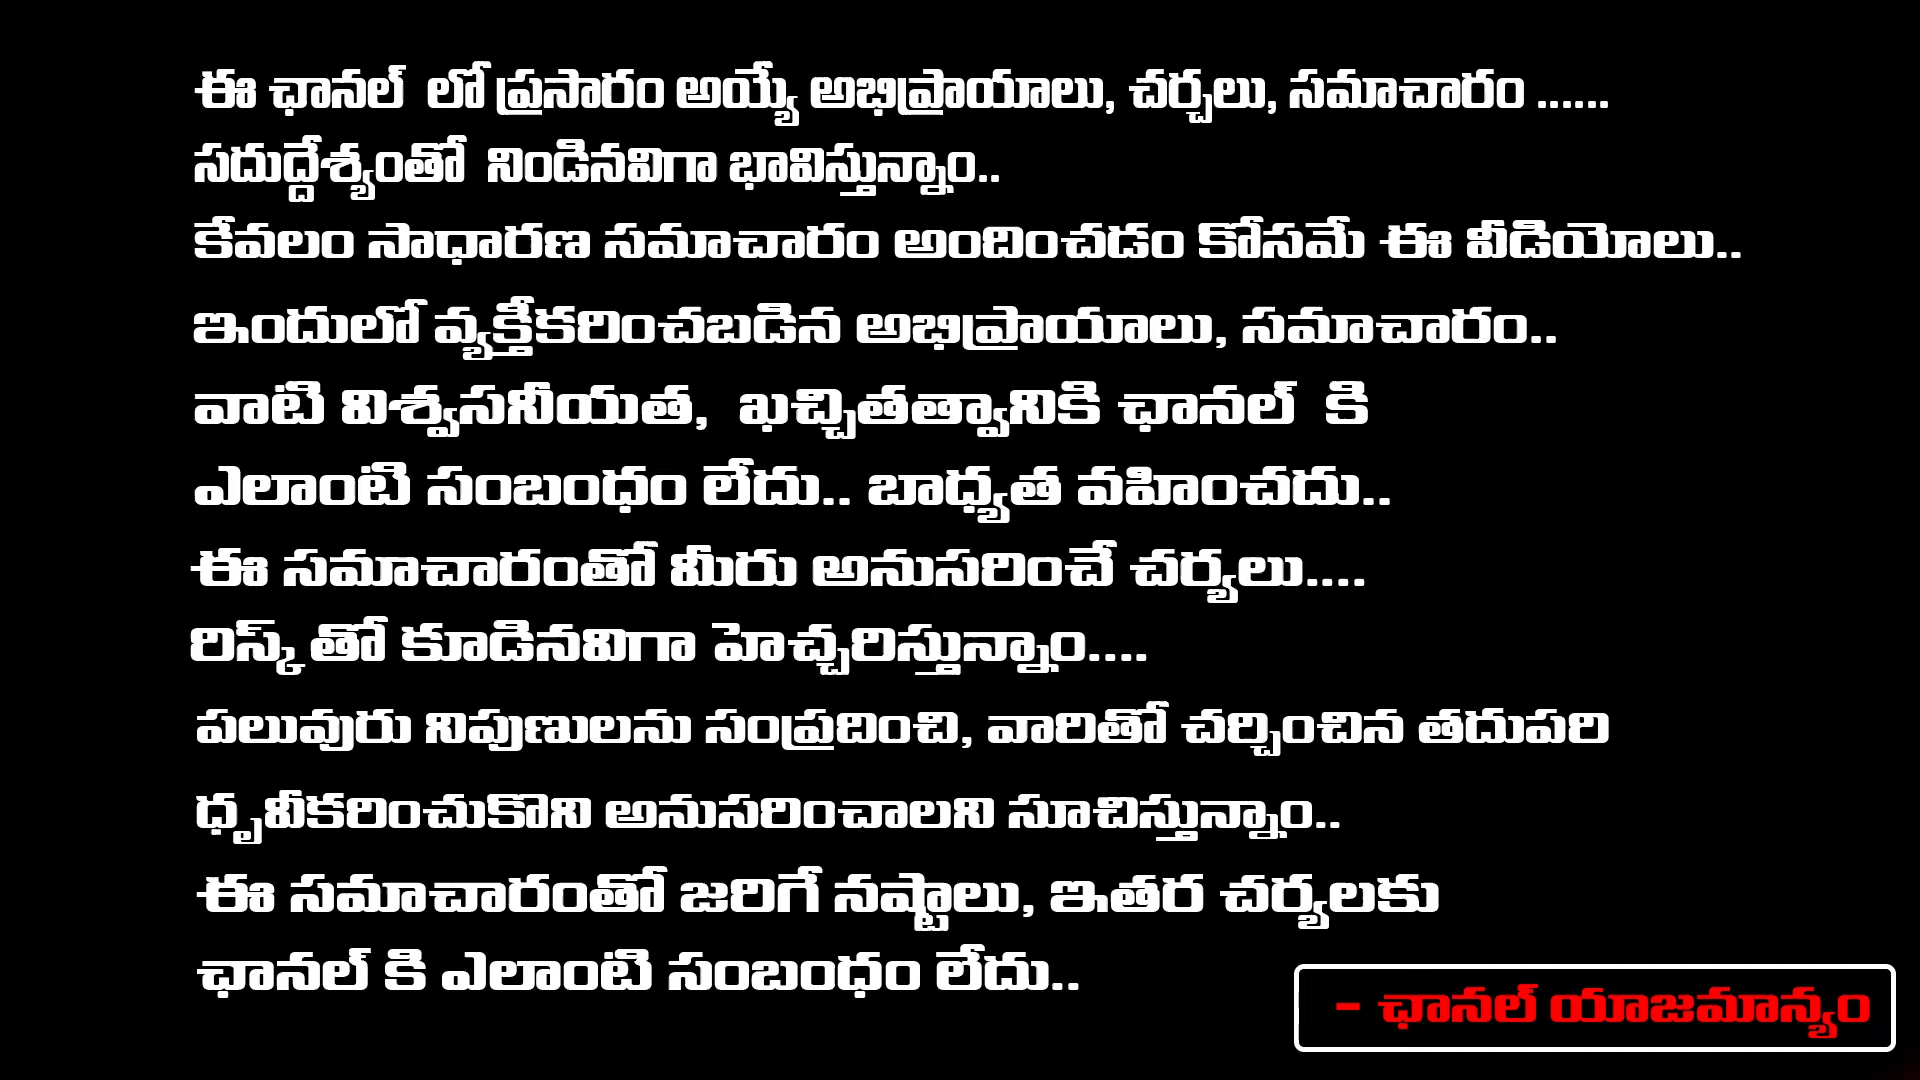 ఈ ఛానల్ లో ప్రసారం అయ్యే అభిప్రాయాలు, చర్చలు, సమాచారం ......
సదుద్దేశ్యంతో నిండినవిగా భావిస్తున్నాం..
కేవలం సాధారణ సమాచారం అందించడం కోసమే ఈ వీడియోలు..
ఇందులో వ్యక్తీకరించబడిన అభిప్రాయాలు, సమాచారం..
వాటి విశ్వసనీయత, ఖచ్చితత్వానికి ఛానల్ కి
ఎలాంటి సంబంధం లేదు.. బాధ్యత వహించదు..
ఈ సమాచారంతో మీరు అనుసరించే చర్యలు....
రిస్క్ తో కూడినవిగా హెచ్చరిస్తున్నాం....
పలువురు నిపుణులను సంప్రదించి, వారితో చర్చించిన తదుపరి
ధృవీకరించుకొని అనుసరించాలని సూచిస్తున్నాం..
ఈ సమాచారంతో జరిగే నష్టాలు, ఇతర చర్యలకు
ఛానల్ కి ఎలాంటి సంబంధం లేదు..
- ఛానల్ యాజమాన్యం